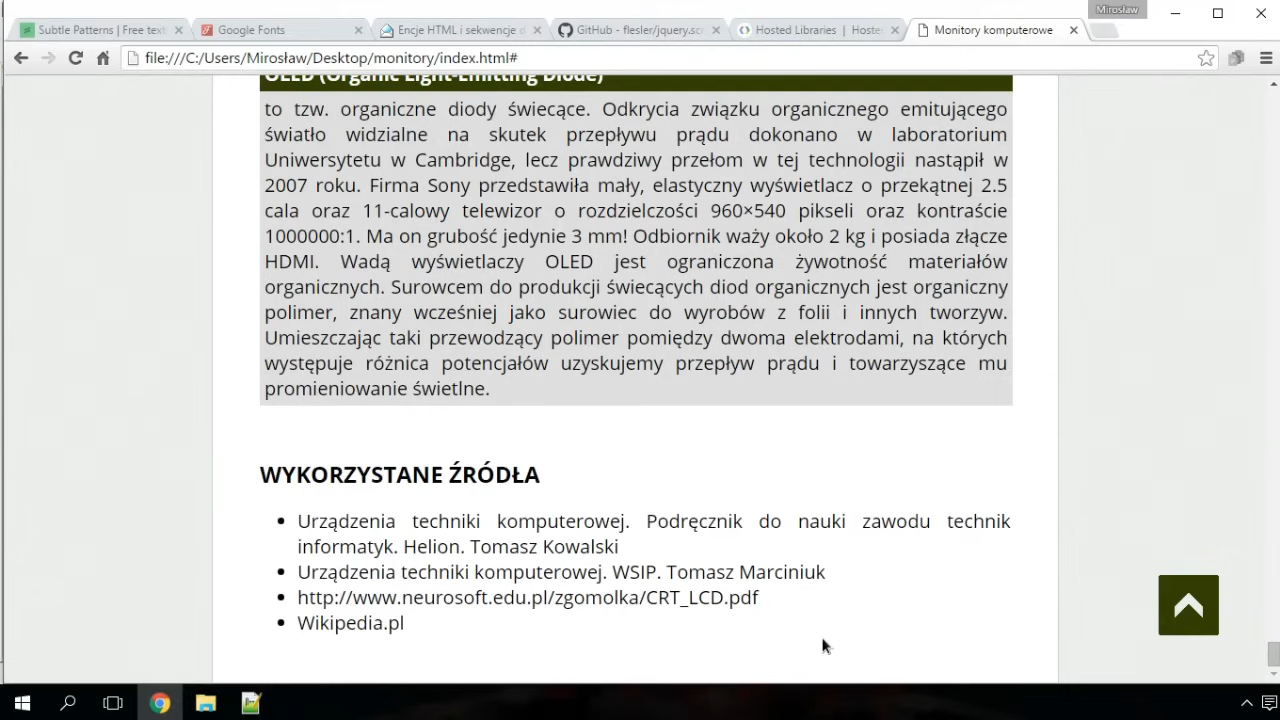 Mirosław
Subtle Patterns | Free text
Google Fonts
Encje HTML i sekwencje d
GitHub - flesler/jquery.sc
Hosted Libraries | Hoste
Monitory komputerowe
file:///C:/Users/Mirosław/Desktop/monitory/index.html#
OLED (Organic Light-Emitting Diode)
to tzw. organiczne diody świecące. Odkrycia związku organicznego emitującego
światło widzialne na skutek przepływu prądu dokonano w laboratorium
Uniwersytetu w Cambridge, lecz prawdziwy przełom w tej technologii nastąpił w
2007 roku. Firma Sony przedstawiła mały, elastyczny wyświetlacz o przekątnej 2.5
cala oraz 11-calowy telewizor o rozdzielczości 960×540 pikseli oraz kontraście
1000000:1. Ma on grubość jedynie 3 mm! Odbiornik waży około 2 kg i posiada złącze
HDMI. Wadą wyświetlaczy OLED jest ograniczona żywotność materiałów
organicznych. Surowcem do produkcji świecących diod organicznych jest organiczny
polimer, znany wcześniej jako surowiec do wyrobów z folii i innych tworzyw.
Umieszczając taki przewodzący polimer pomiędzy dwoma elektrodami, na których
występuje różnica potencjałów uzyskujemy przepływ prądu i towarzyszące mu
promieniowanie świetlne.
WYKORZYSTANE ŹRÓDŁA
Urządzenia techniki komputerowej. Podręcznik do nauki zawodu technik
informatyk. Helion. Tomasz Kowalski
Urządzenia techniki komputerowej. WSIP. Tomasz Marciniuk
http://www.neurosoft.edu.pl/zgomolka/CRT_LCD.pdf
Wikipedia.pl